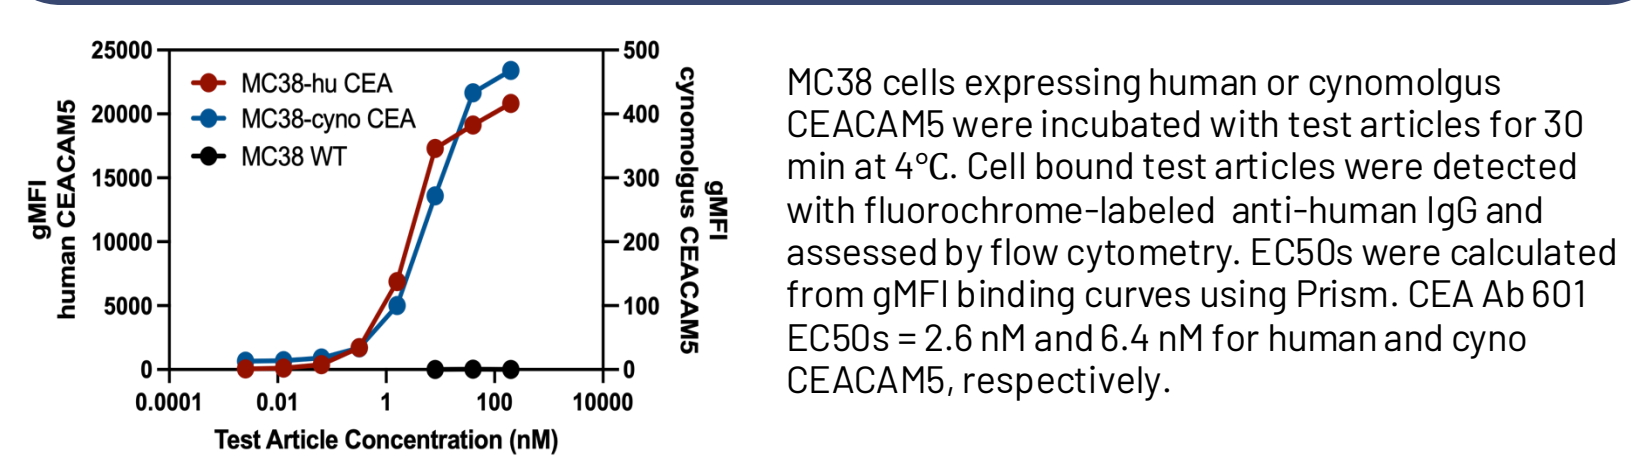 25000
20000
15000
10000
5000
0
gMFI
human CEACAM5
MC38-hu CEA
MC38-cyno CEA
MC38 WT
500
400
300
200
100
0
gMFI
cynomolgus CEACAM5
0.0001 0.01 1 100 10000
Test Article Concentration (nM)
MC38 cells expressing human or cynomolgus
CEACAM5 were incubated with test articles for 30
min at 4°C. Cell bound test articles were detected
with fluorochrome-labeled anti-human IgG and
assessed by flow cytometry. EC50s were calculated
from gMFI binding curves using Prism. CEA Ab 601
EC50s = 2.6 nM and 6.4 nM for human and cyno
CEACAM5, respectively.